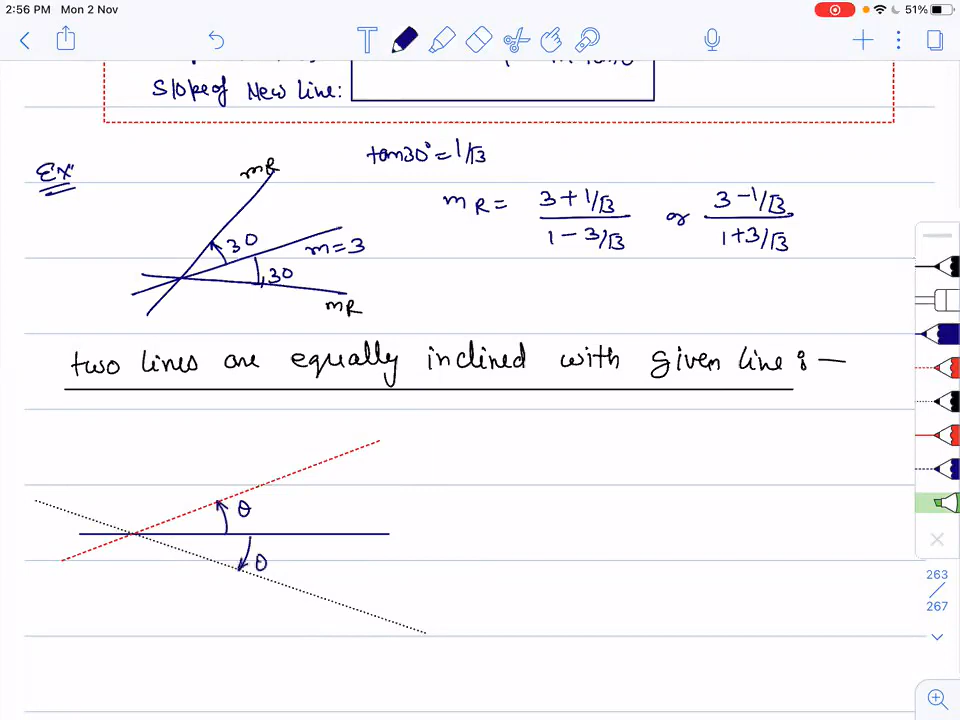 2:56 PM Mon 2 Nov
51%
Slope of New line:
Ex
tan30° = 1/√3
mR
30
m = 3
30
mR
mR = 3 + 1/√3 / 1 - 3/√3 or 3 - 1/√3 / 1 + 3/√3
two lines are equally inclined with given line :-
θ
θ
263
267